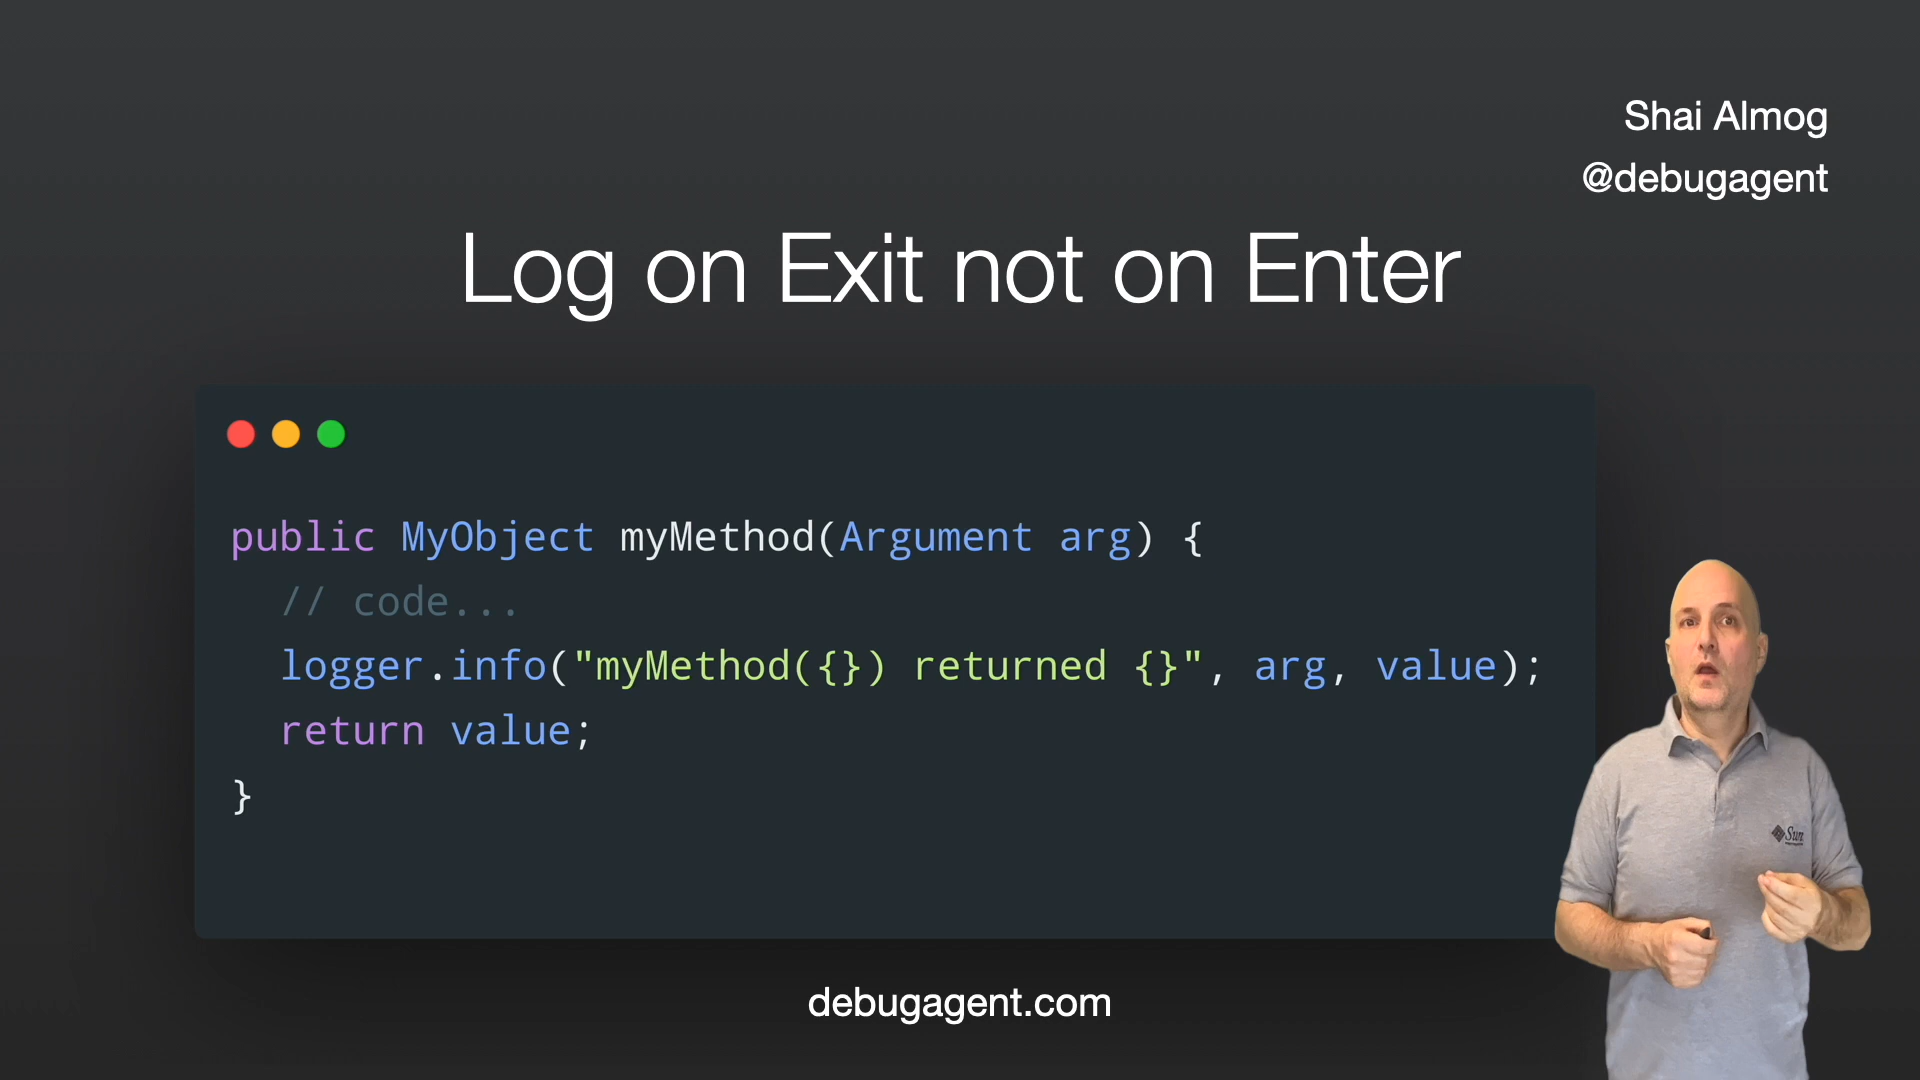 Shai Almog
@debugagent
Log on Exit not on Enter
public MyObject myMethod(Argument arg) {
  // code...
  logger.info("myMethod({}) returned {}", arg, value);
  return value;
}
Sun
debugagent.com